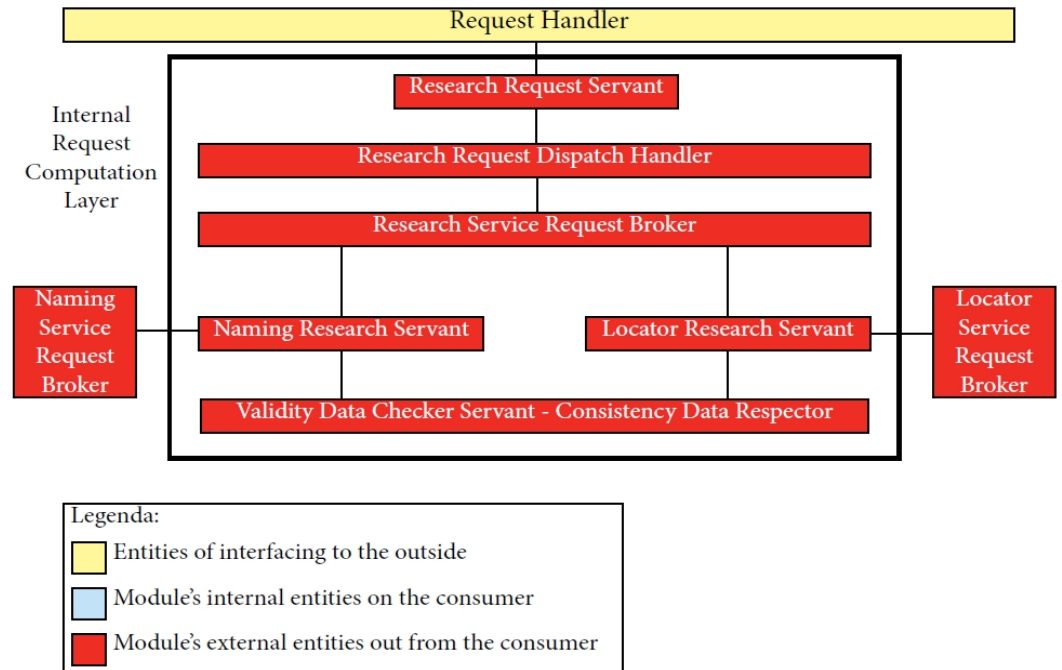 Request Handler
Research Request Servant
Internal
Request
Computation
Layer
Research Request Dispatch Handler
Research Service Request Broker
Naming
Service
Request
Broker
Naming Research Servant
Locator Research Servant
Locator
Service
Request
Broker
Validity Data Checker Servant - Consistency Data Respector
Legenda:
Entities of interfacing to the outside
Module's internal entities on the consumer
Module's external entities out from the consumer